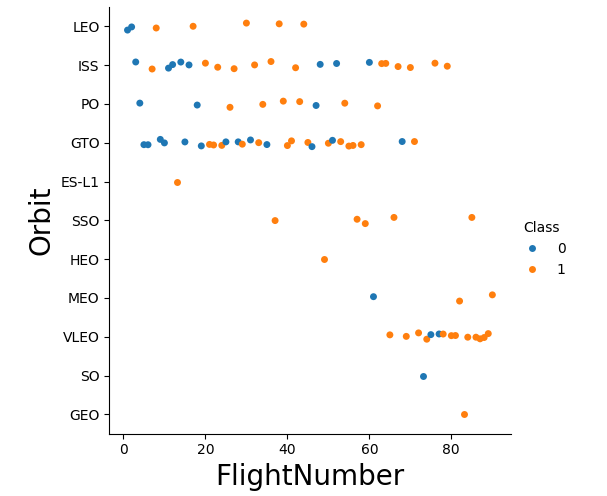 LEO
ISS
PO
GTO
ES-L1
SSO
HEO
MEO
VLEO
SO
GEO
Orbit
0 20 40 60 80
FlightNumber
Class
0
1